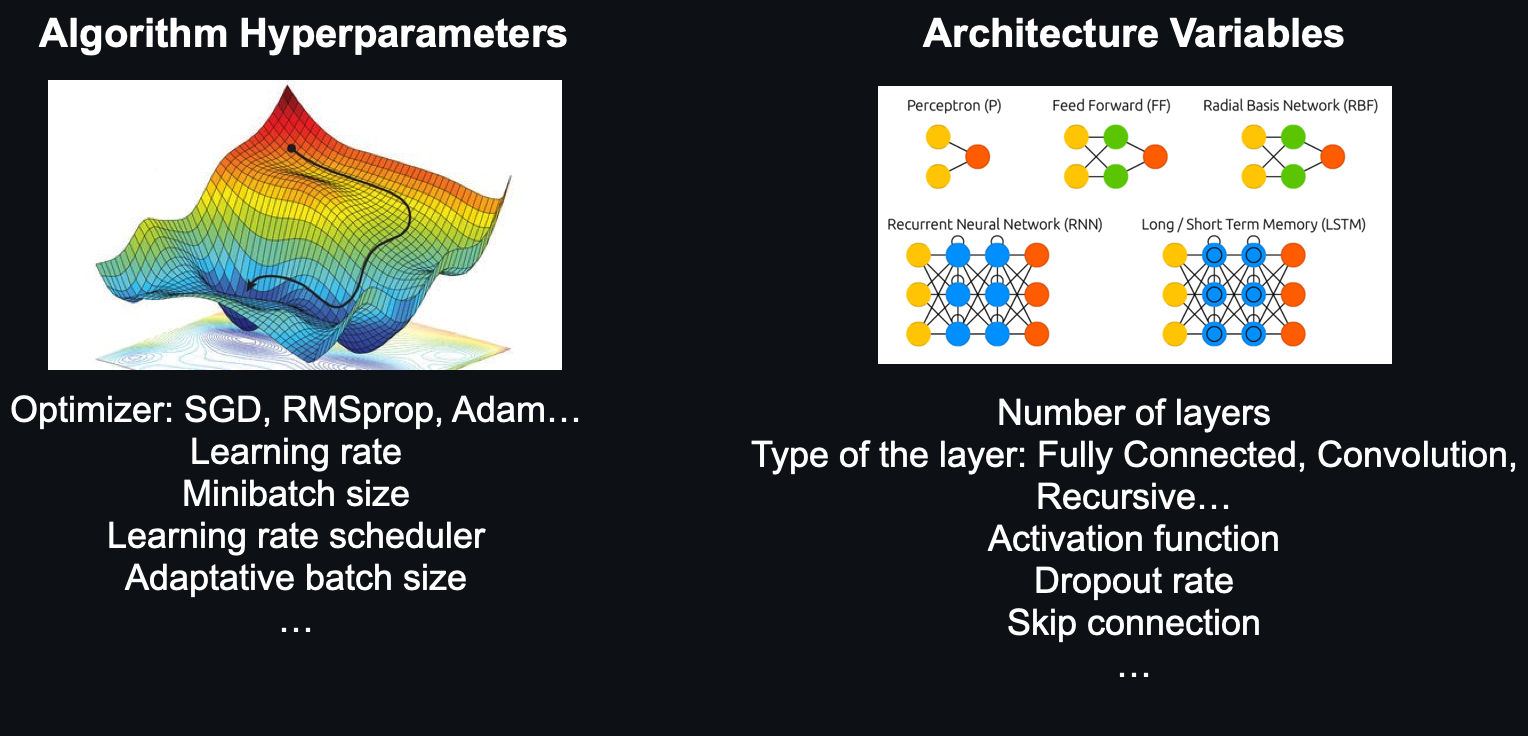 Algorithm Hyperparameters
Optimizer: SGD, RMSprop, Adam…
Learning rate
Minibatch size
Learning rate scheduler
Adaptative batch size
…
Architecture Variables
Perceptron (P)
Feed Forward (FF)
Radial Basis Network (RBF)
Recurrent Neural Network (RNN)
Long / Short Term Memory (LSTM)
Number of layers
Type of the layer: Fully Connected, Convolution,
Recursive…
Activation function
Dropout rate
Skip connection
…